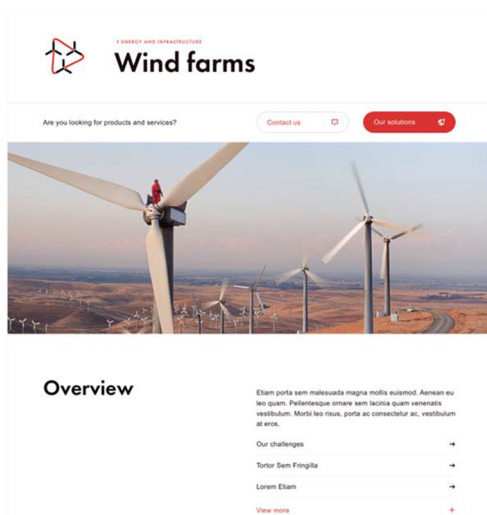 < ENERGY AND INFRASTRUCTURE
Wind farms
Are you looking for products and services?
Contact us
Our solutions
Overview
Etiam porta sem malesuada magna mollis euismod. Aenean eu
leo quam. Pellentesque ornare sem lacinia quam venenatis
vestibulum. Morbi leo risus, porta ac consectetur ac, vestibulum
at eros.
Our challenges
Tortor Sem Fringilla
Lorem Etiam
View more